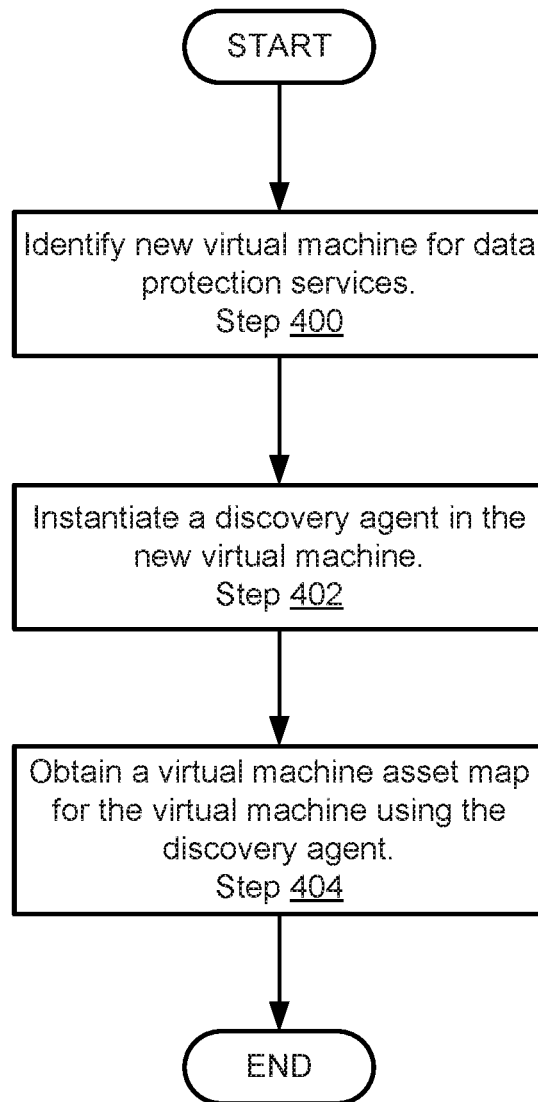 START
Identify new virtual machine for data
protection services.
Step 400
Instantiate a discovery agent in the
new virtual machine.
Step 402
Obtain a virtual machine asset map
for the virtual machine using the
discovery agent.
Step 404
END